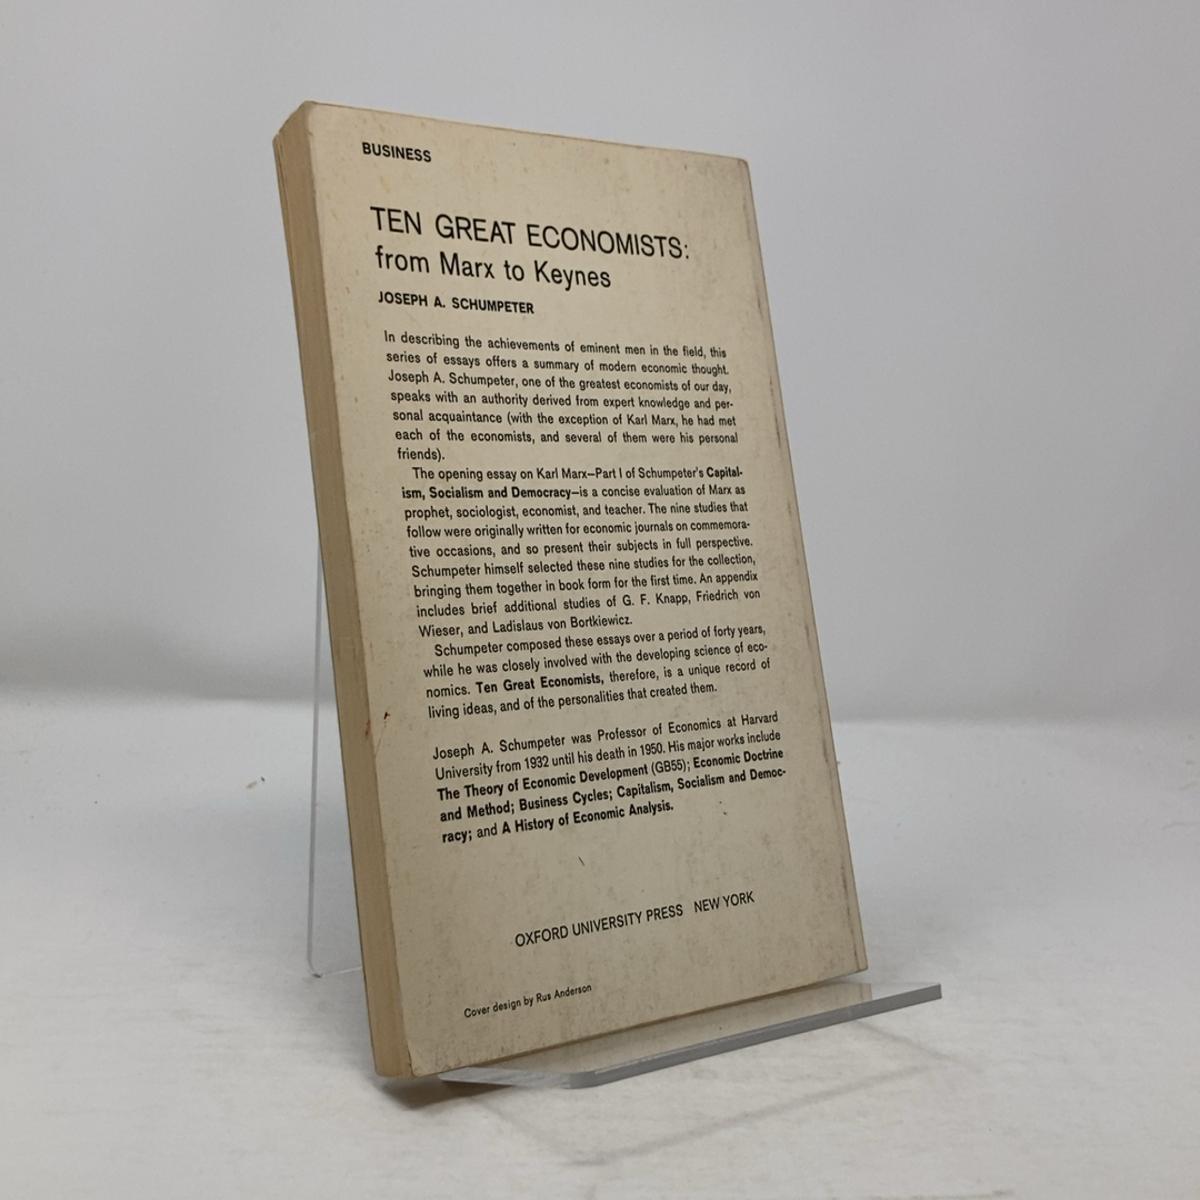 BUSINESS
TEN GREAT ECONOMISTS:
from Marx to Keynes
JOSEPH A. SCHUMPETER
In describing the achievements of eminent men in the field, this
series of essays offers a summary of modern economic thought.
Joseph A. Schumpeter, one of the greatest economists of our day,
speaks with an authority derived from expert knowledge and per-
sonal acquaintance (with the exception of Karl Marx, he had met
each of the economists, and several of them were his personal
friends).
The opening essay on Karl Marx—Part I of Schumpeter's Capital-
ism, Socialism and Democracy—is a concise evaluation of Marx as
prophet, sociologist, economist, and teacher. The nine studies that
follow were originally written for economic journals on commemora-
tive occasions, and so present their subjects in full perspective.
Schumpeter himself selected these nine studies for the collection,
bringing them together in book form for the first time. An appendix
includes brief additional studies of G. F. Knapp, Friedrich von
Wieser, and Ladislaus von Bortkiewicz.
Schumpeter composed these essays over a period of forty years,
while he was closely involved with the developing science of eco-
nomics. Ten Great Economists, therefore, is a unique record of
living ideas, and of the personalities that created them.
Joseph A. Schumpeter was Professor of Economics at Harvard
University from 1932 until his death in 1950. His major works include
The Theory of Economic Development (GB55); Economic Doctrine
and Method; Business Cycles; Capitalism, Socialism and Democ-
racy; and A History of Economic Analysis.
OXFORD UNIVERSITY PRESS NEW YORK
Cover design by Rus Anderson